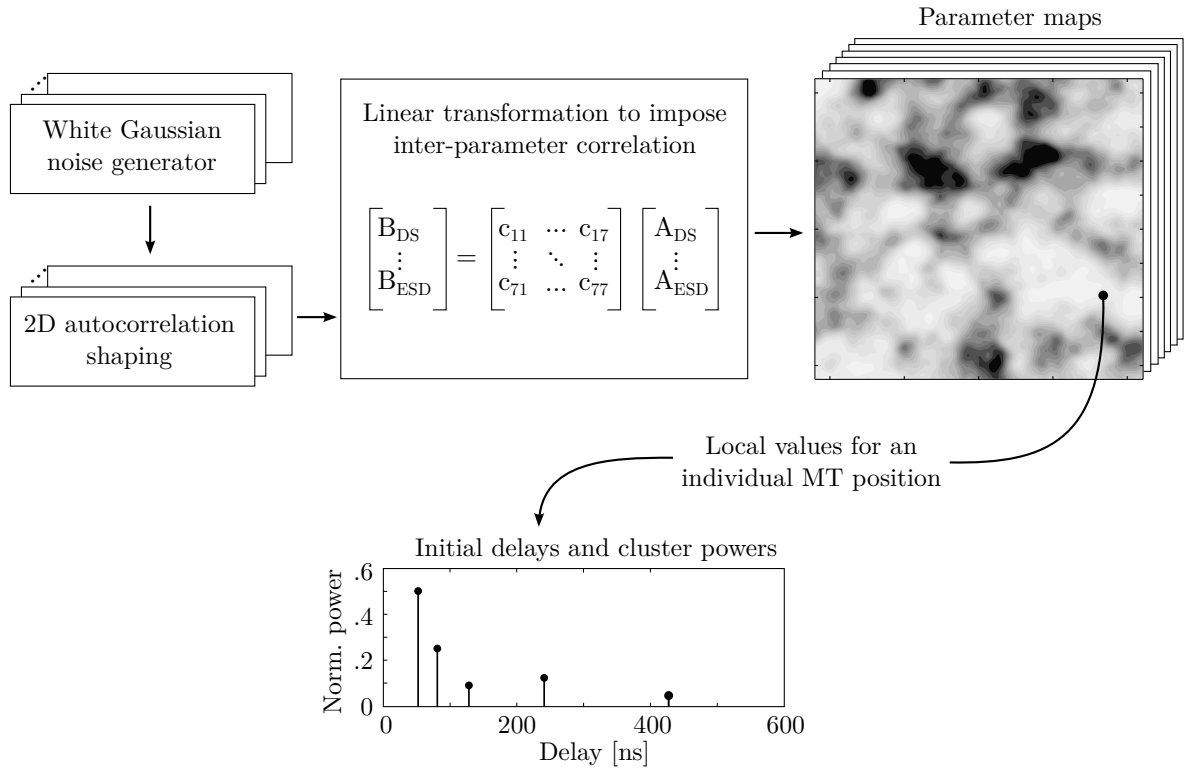 Parameter maps
White Gaussian
noise generator
2D autocorrelation
shaping
Linear transformation to impose
inter-parameter correlation
B_DS = c_11 ... c_17 A_DS
⋮ ⋮ ⋱ ⋮ ⋮
B_ESD c_71 ... c_77 A_ESD
Local values for an
individual MT position
Initial delays and cluster powers
Norm. power
.6
.4
.2
0
0 200 400 600
Delay [ns]